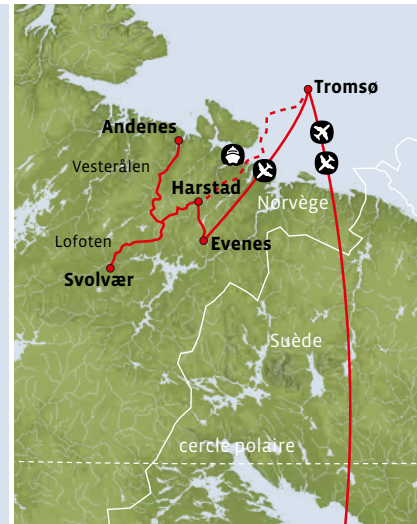 Tromsø
Andenes
Vesterålen
Harstad
Norvège
Lofoten
Evenes
Svolvær
Suède
cercle polaire